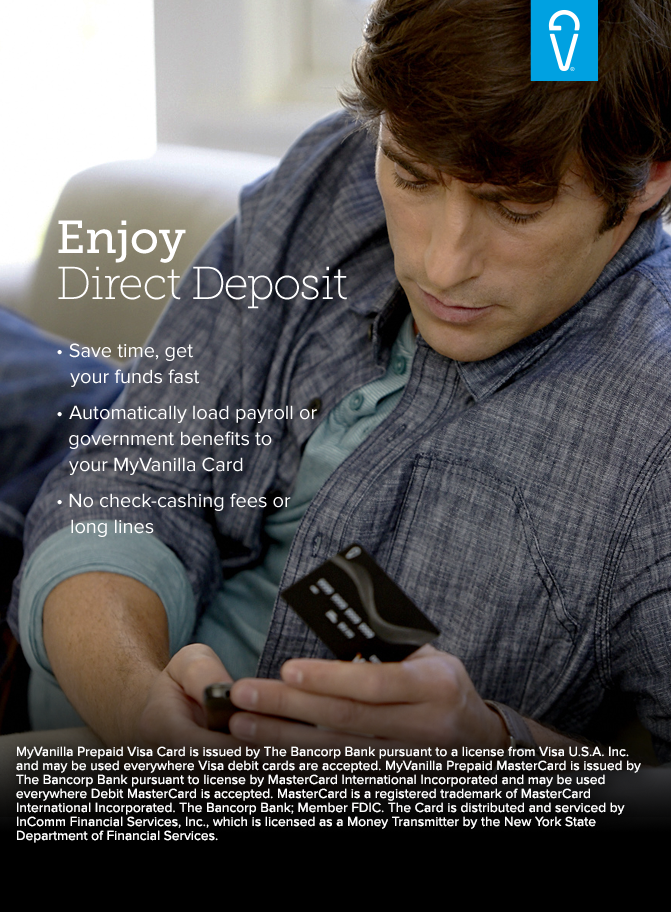 Enjoy
Direct Deposit
• Save time, get
your funds fast
• Automatically load payroll or
government benefits to
your MyVanilla Card
• No check-cashing fees or
long lines
MyVanilla Prepaid Visa Card is issued by The Bancorp Bank pursuant to a license from Visa U.S.A. Inc.
and may be used everywhere Visa debit cards are accepted. MyVanilla Prepaid MasterCard is issued by
The Bancorp Bank pursuant to license by MasterCard International Incorporated and may be used
everywhere Debit MasterCard is accepted. MasterCard is a registered trademark of MasterCard
International Incorporated. The Bancorp Bank; Member FDIC. The Card is distributed and serviced by
InComm Financial Services, Inc., which is licensed as a Money Transmitter by the New York State
Department of Financial Services.